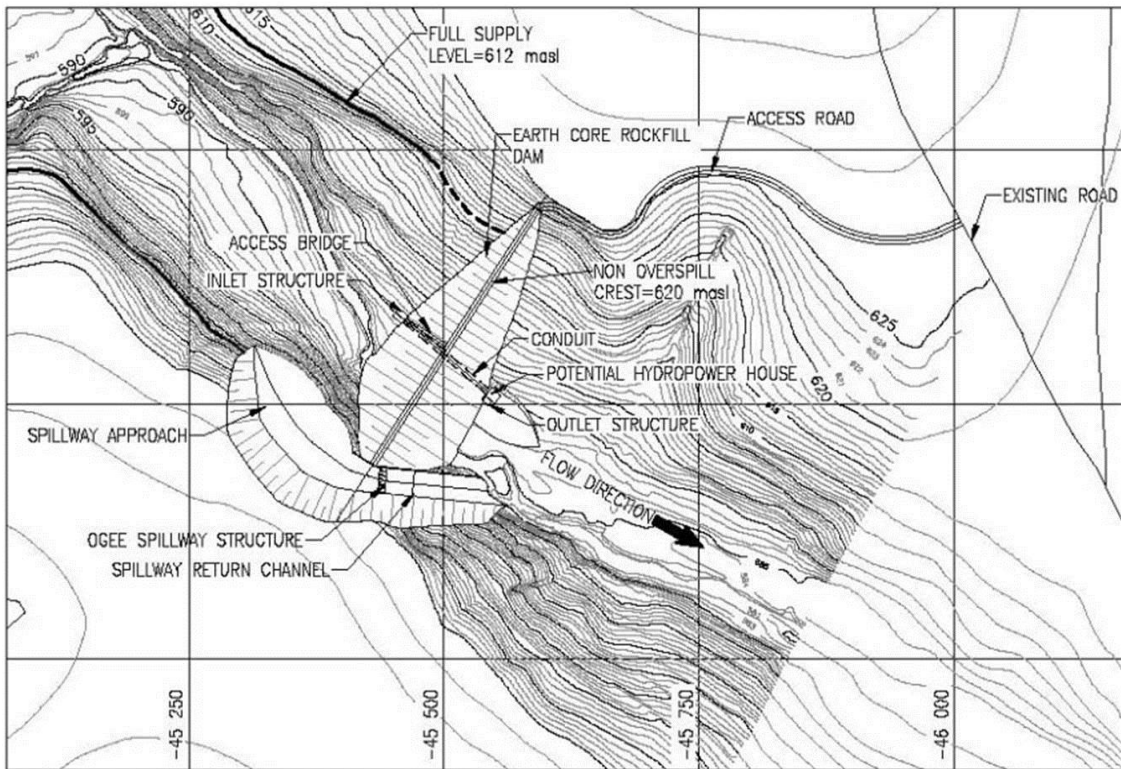 610
615
FULL SUPPLY
LEVEL=612 masl
590
590
595
EARTH CORE ROCKFILL
DAM
ACCESS ROAD
EXISTING ROAD
ACCESS BRIDGE
INLET STRUCTURE
NON OVERSPILL
CREST=620 masl
625
620
CONDUIT
POTENTIAL HYDROPOWER HOUSE
OUTLET STRUCTURE
610
SPILLWAY APPROACH
FLOW DIRECTION
OGEE SPILLWAY STRUCTURE
SPILLWAY RETURN CHANNEL
-45 250
-45 500
-45 750
-46 000